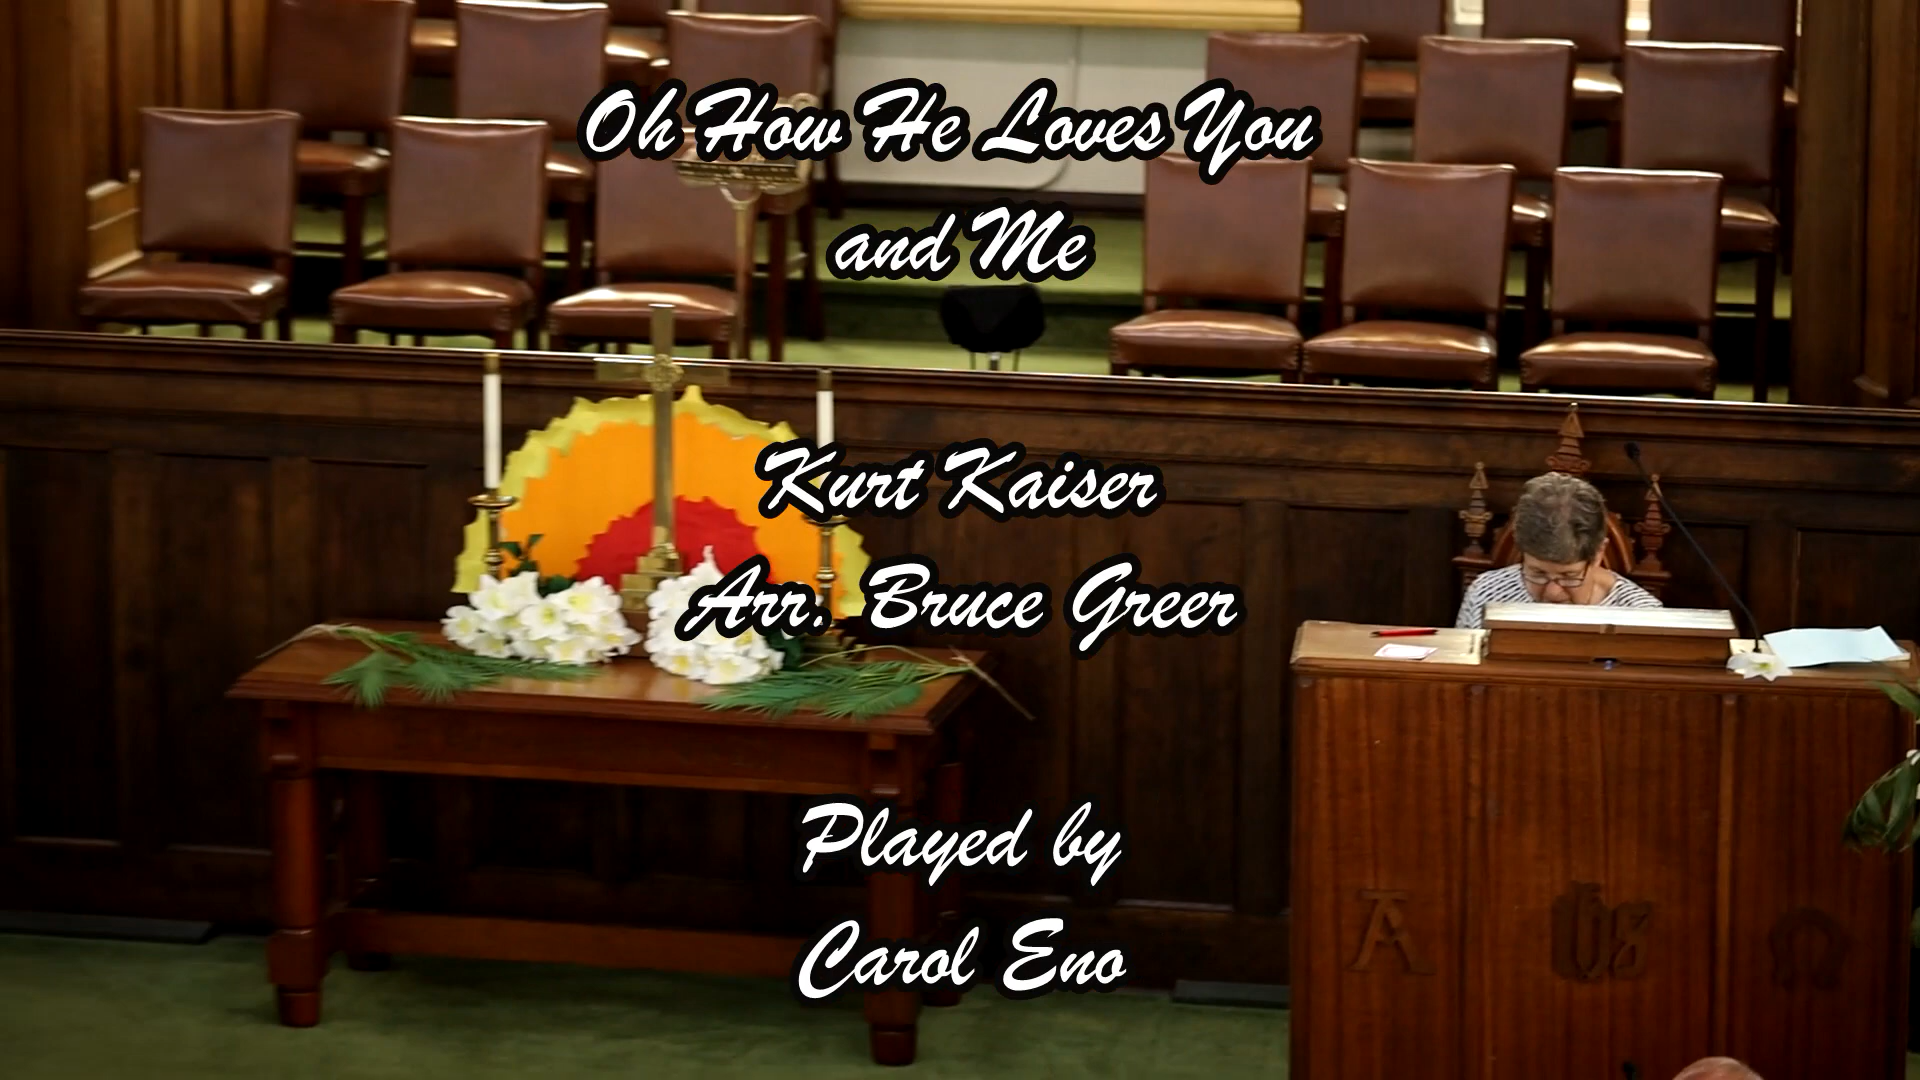 Oh How He Loves You
and Me
Kurt Kaiser
Arr. Bruce Greer
Played by
Carol Eno
Α
Ω